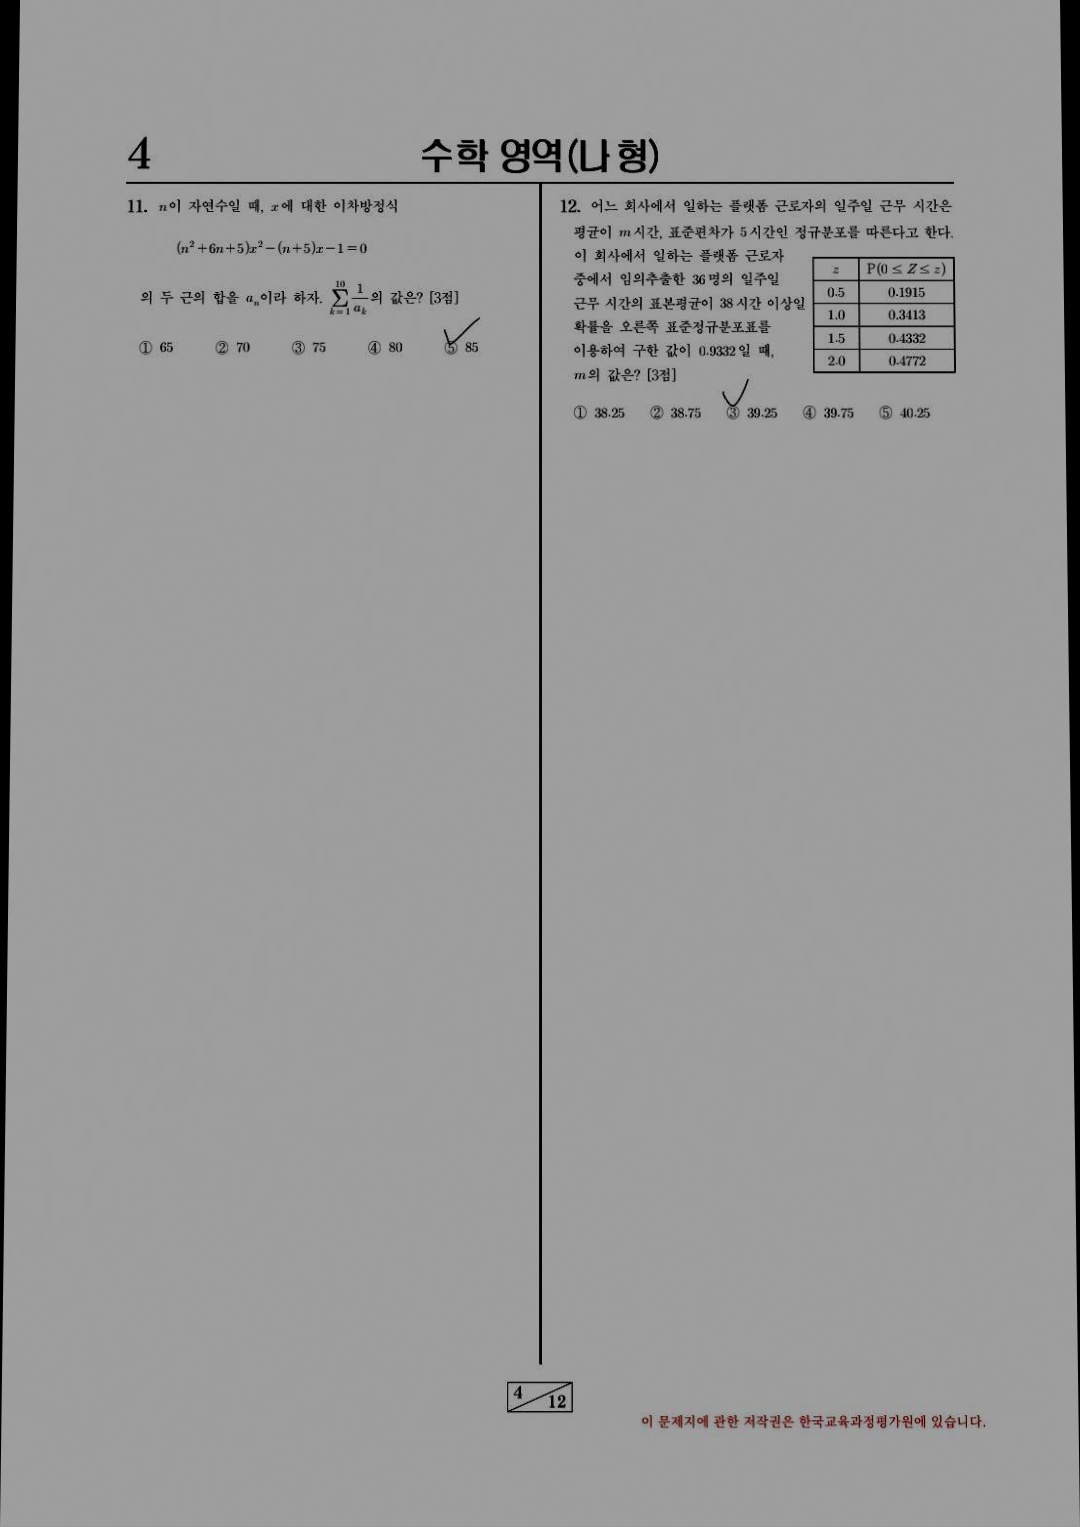 4
수학 영역(나 형)
11. n이 자연수일 때, x에 대한 이차방정식
(n²+6n+5)x²-(n+5)x-1=0
의 두 근의 합을 aₙ이라 하자. ∑_{k=1}^{10} 1/aₖ의 값은? [3점]
① 65 ② 70 ③ 75 ④ 80 ⑤ 85
12. 어느 회사에서 일하는 플랫폼 근로자의 일주일 근무 시간은
평균이 m시간, 표준편차가 5시간인 정규분포를 따른다고 한다.
이 회사에서 일하는 플랫폼 근로자
중에서 임의추출한 36명의 일주일
근무 시간의 표본평균이 38시간 이상일
확률을 오른쪽 표준정규분포표를
이용하여 구한 값이 0.9332일 때,
m의 값은? [3점]
z P(0≤Z≤z)
0.5 0.1915
1.0 0.3413
1.5 0.4332
2.0 0.4772
① 38.25 ② 38.75 ③ 39.25 ④ 39.75 ⑤ 40.25
4/12
이 문제지에 관한 저작권은 한국교육과정평가원에 있습니다.